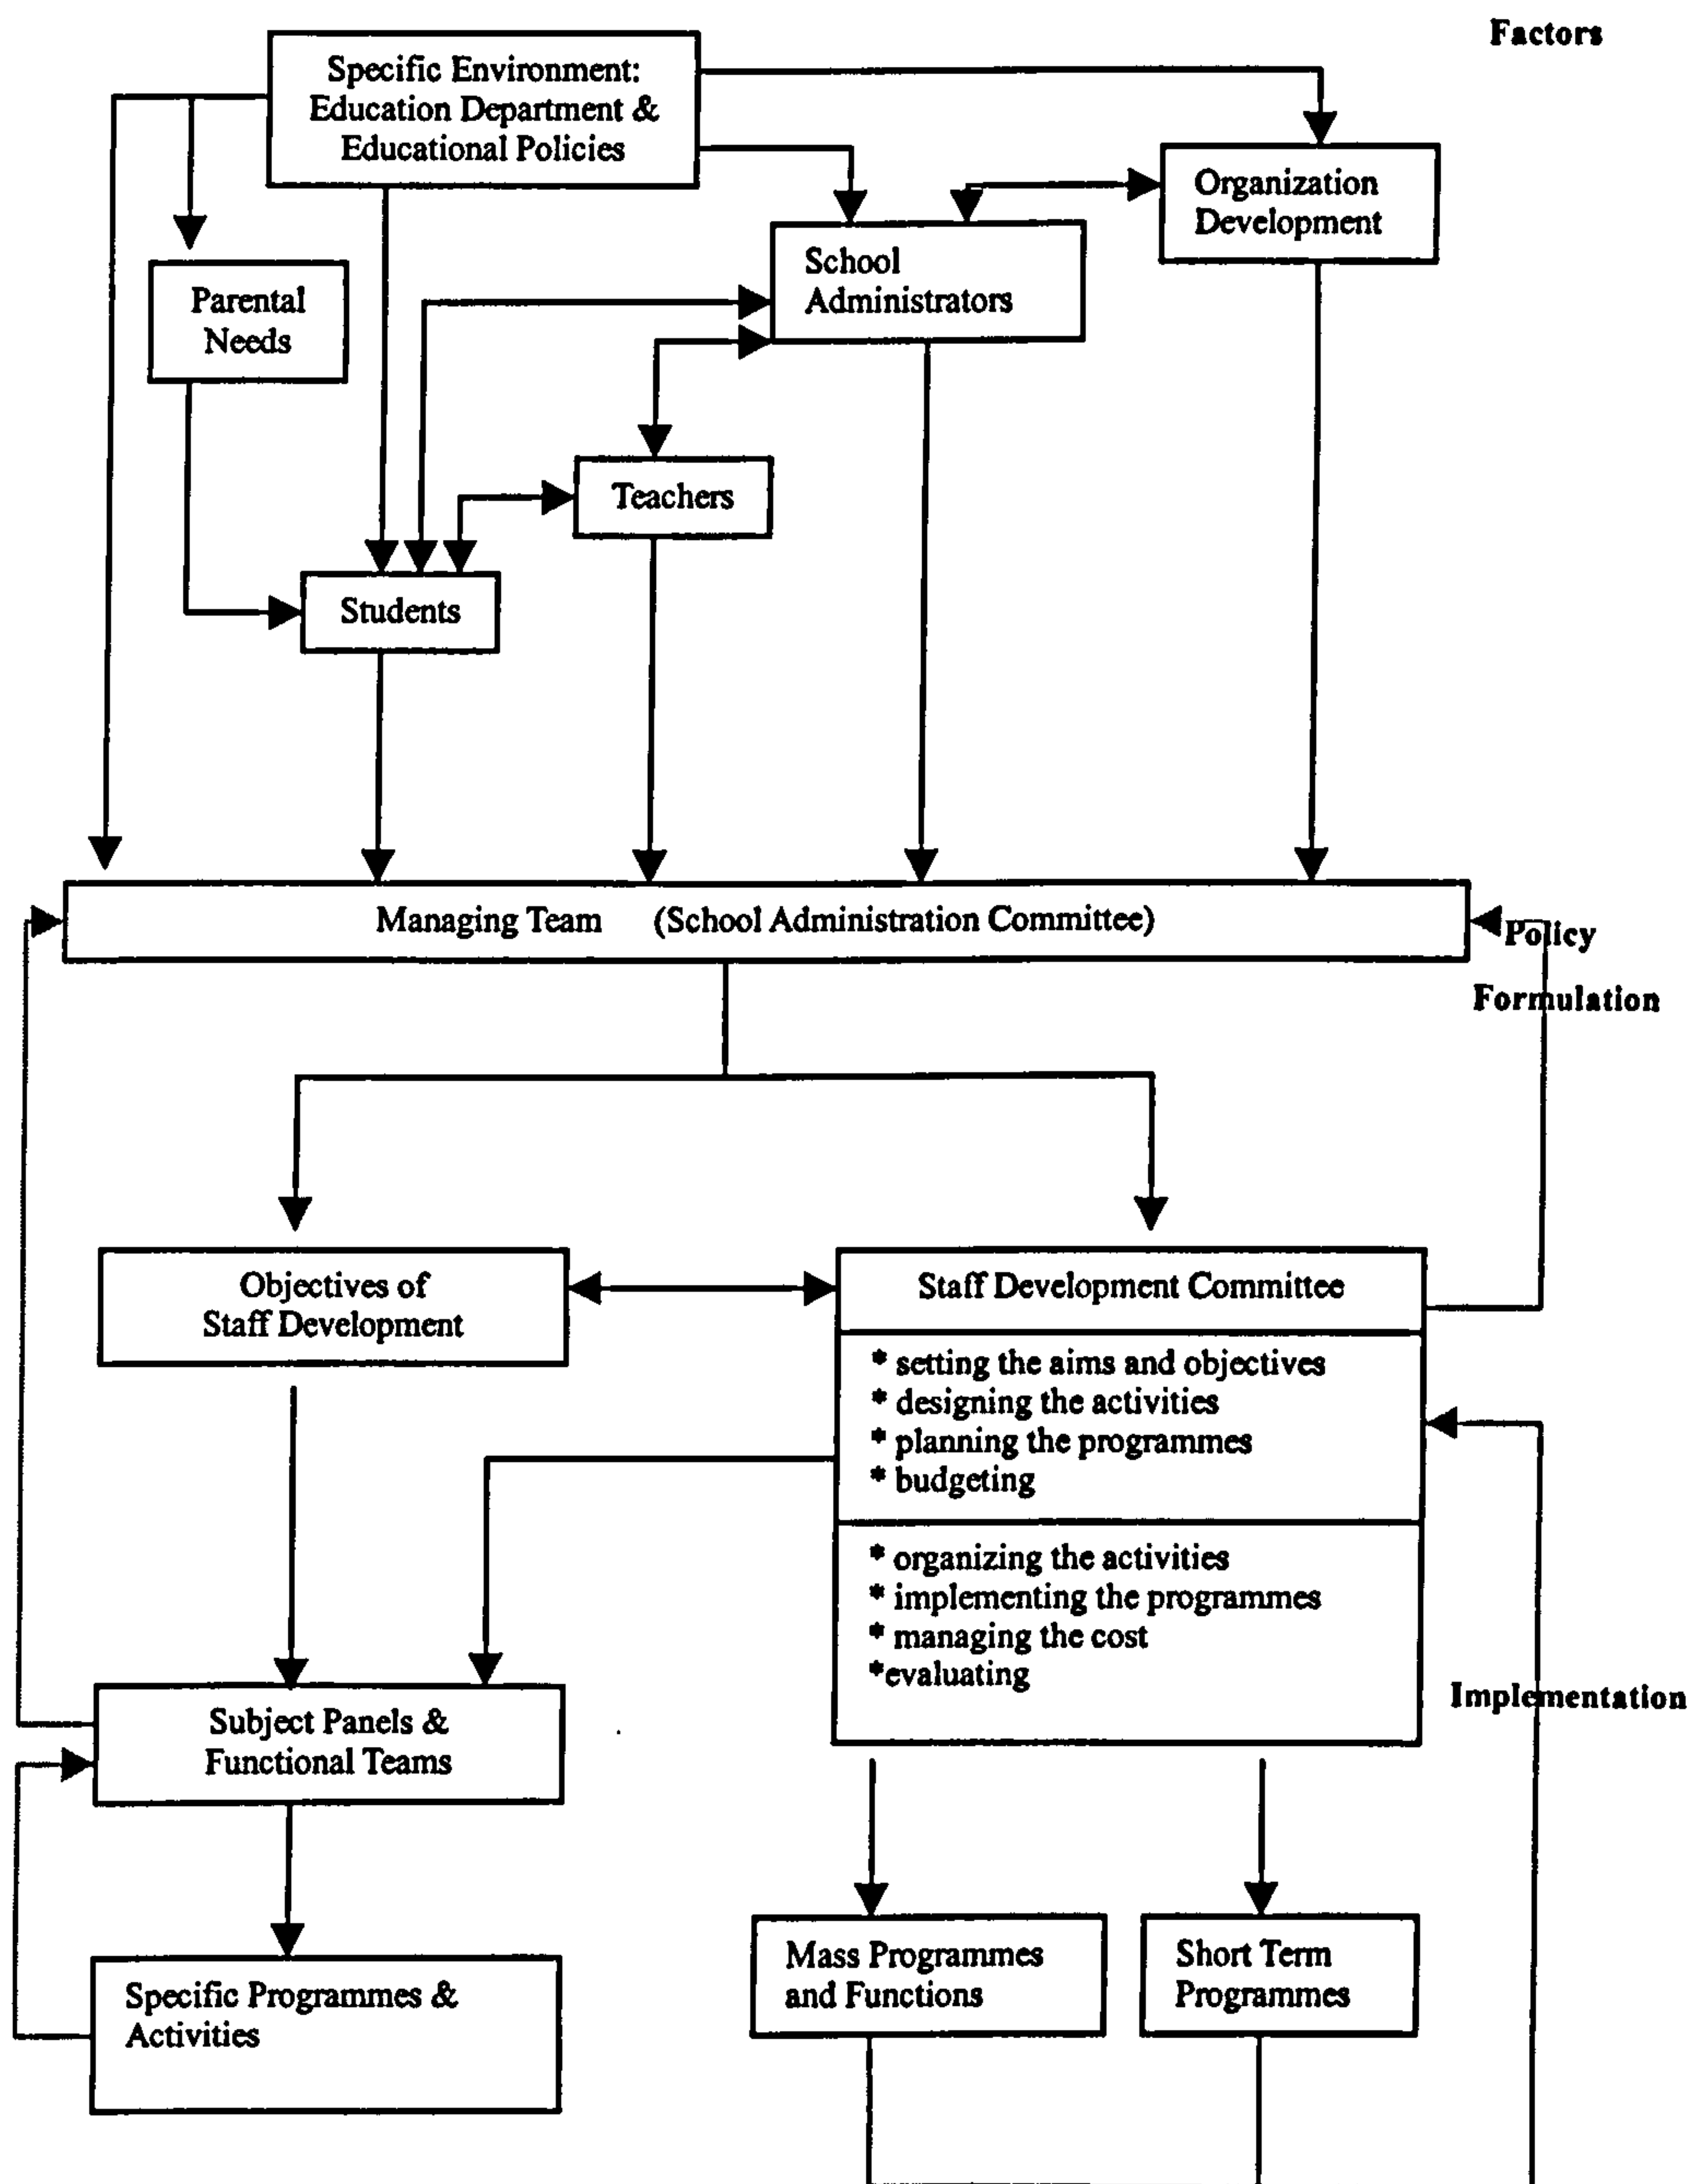 Factors
Specific Environment:
Education Department &
Educational Policies
Organization
Development
School
Administrators
Parental
Needs
Teachers
Students
Managing Team (School Administration Committee)
Policy
Formulation
Objectives of
Staff Development
Staff Development Committee
* setting the aims and objectives
* designing the activities
* planning the programmes
* budgeting
* organizing the activities
* implementing the programmes
* managing the cost
*evaluating
Implementation
Subject Panels &
Functional Teams
Specific Programmes &
Activities
Mass Programmes
and Functions
Short Term
Programmes